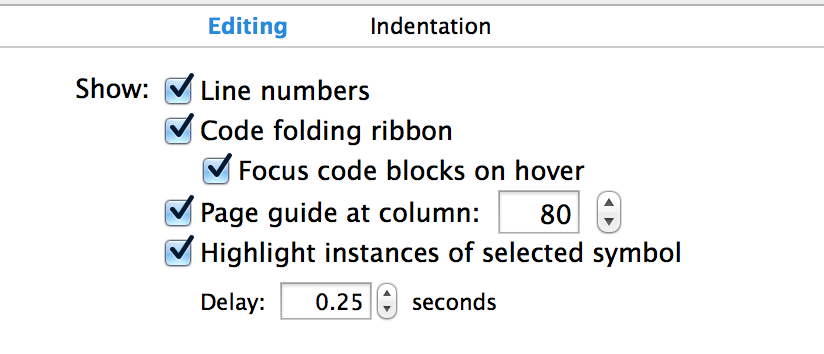 Editing Indentation
Show: Line numbers
Code folding ribbon
Focus code blocks on hover
Page guide at column: 80
Highlight instances of selected symbol
Delay: 0.25 seconds